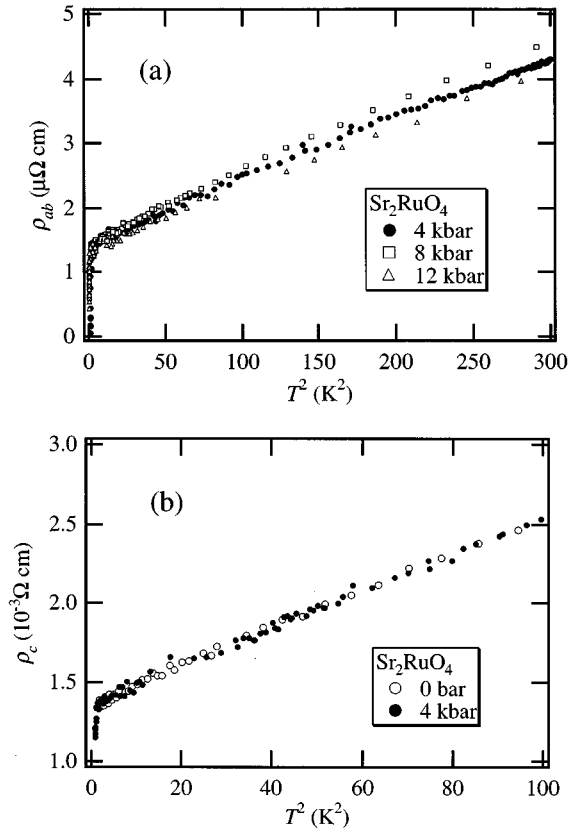 (a)
5
4
3
2
1
0
ρab (μΩ cm)
Sr2RuO4
4 kbar
8 kbar
12 kbar
0 50 100 150 200 250 300
T2 (K2)
(b)
3.0
2.5
2.0
1.5
1.0
ρc (10-3Ω cm)
Sr2RuO4
0 bar
4 kbar
0 20 40 60 80 100
T2 (K2)